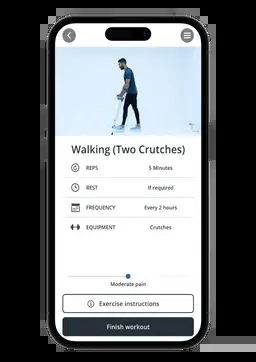 Walking (Two Crutches)
REPS 5 Minutes
REST If required
FREQUENCY Every 2 hours
EQUIPMENT Crutches
Moderate pain
Exercise instructions
Finish workout